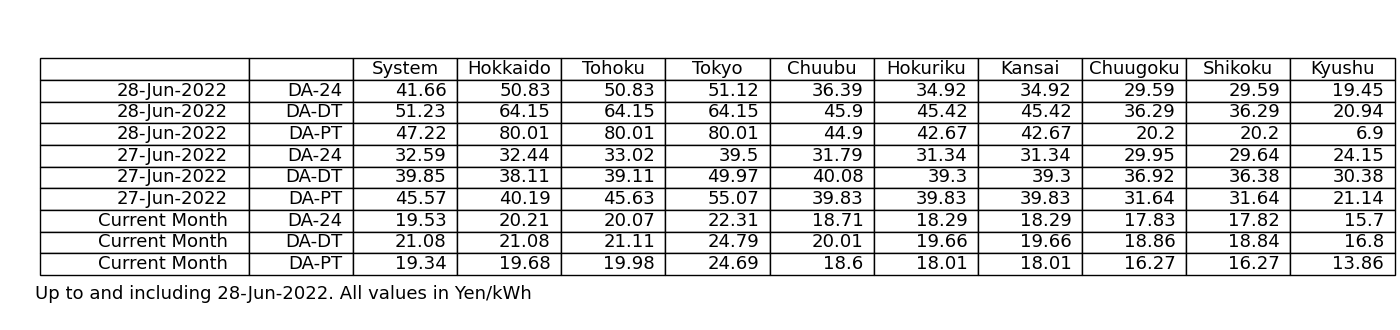 System Hokkaido Tohoku Tokyo Chuubu Hokuriku Kansai Chuugoku Shikoku Kyushu
28-Jun-2022 DA-24 41.66 50.83 50.83 51.12 36.39 34.92 34.92 29.59 29.59 19.45
28-Jun-2022 DA-DT 51.23 64.15 64.15 64.15 45.9 45.42 45.42 36.29 36.29 20.94
28-Jun-2022 DA-PT 47.22 80.01 80.01 80.01 44.9 42.67 42.67 20.2 20.2 6.9
27-Jun-2022 DA-24 32.59 32.44 33.02 39.5 31.79 31.34 31.34 29.95 29.64 24.15
27-Jun-2022 DA-DT 39.85 38.11 39.11 49.97 40.08 39.3 39.3 36.92 36.38 30.38
27-Jun-2022 DA-PT 45.57 40.19 45.63 55.07 39.83 39.83 39.83 31.64 31.64 21.14
Current Month DA-24 19.53 20.21 20.07 22.31 18.71 18.29 18.29 17.83 17.82 15.7
Current Month DA-DT 21.08 21.08 21.11 24.79 20.01 19.66 19.66 18.86 18.84 16.8
Current Month DA-PT 19.34 19.68 19.98 24.69 18.6 18.01 18.01 16.27 16.27 13.86
Up to and including 28-Jun-2022. All values in Yen/kWh